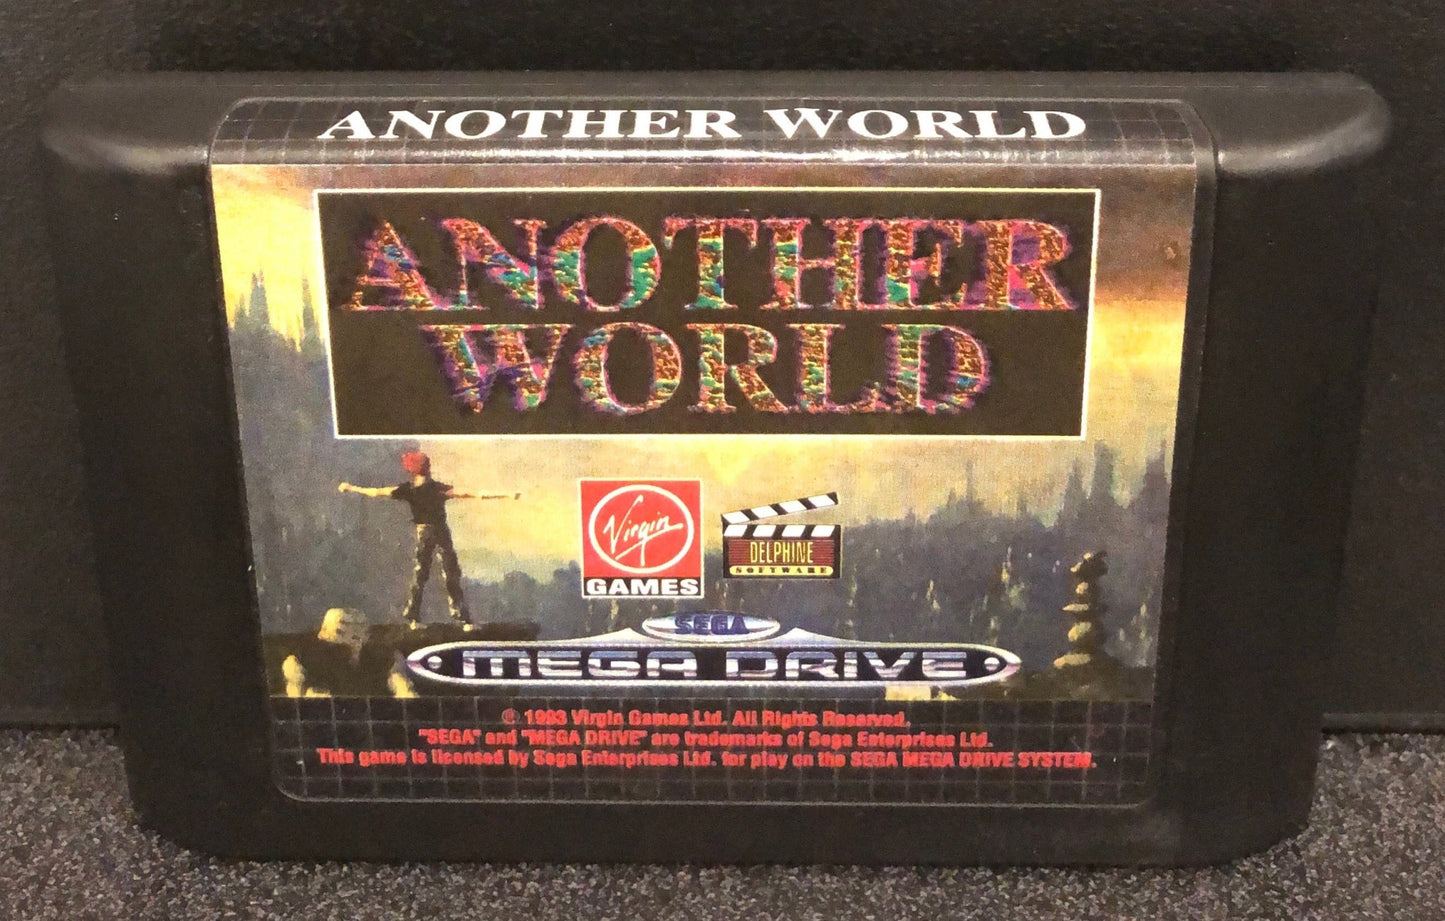 ANOTHER WORLD
ANOTHER
WORLD
Virgin
GAMES
DELPHINE
SOFTWARE
SEGA
MEGA DRIVE
© 1993 Virgin Games Ltd. All Rights Reserved.
"SEGA" and "MEGA DRIVE" are trademarks of Sega Enterprises Ltd.
This game is licensed by Sega Enterprises Ltd. for play on the SEGA MEGA DRIVE SYSTEM.